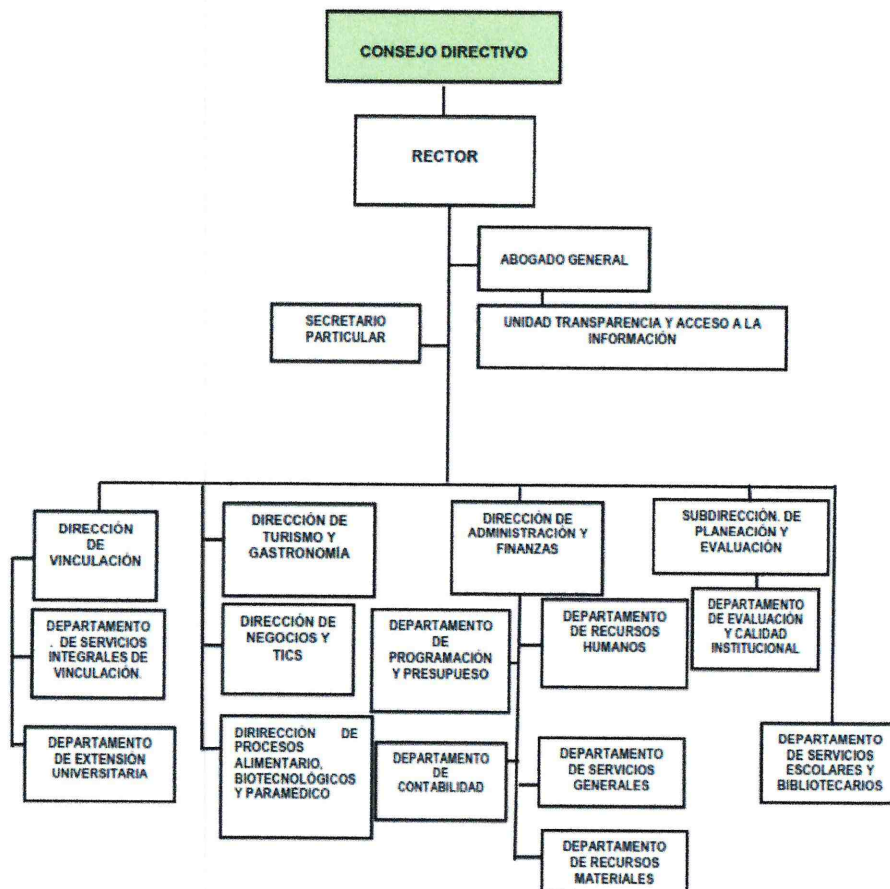 CONSEJO DIRECTIVO
RECTOR
ABOGADO GENERAL
SECRETARIO
PARTICULAR
UNIDAD TRANSPARENCIA Y ACCESO A LA
INFORMACIÓN
DIRECCIÓN
DE
VINCULACIÓN
DIRECCIÓN DE
TURISMO Y
GASTRONOMÍA
DIRECCIÓN DE
ADMINISTRACIÓN Y
FINANZAS
SUBDIRECCIÓN. DE
PLANEACIÓN Y
EVALUACIÓN
DEPARTAMENTO
. DE SERVICIOS
INTEGRALES DE
VINCULACIÓN.
DIRECCIÓN DE
NEGOCIOS Y
TICS
DEPARTAMENTO
DE
PROGRAMACIÓN
Y PRESUPUESO
DEPARTAMENTO
DE RECURSOS
HUMANOS
DEPARTAMENTO
DE EVALUACIÓN
Y CALIDAD
INSTITUCIONAL
DEPARTAMENTO
DE EXTENSIÓN
UNIVERSITARIA
DIRIRECCIÓN DE
PROCESOS
ALIMENTARIO,
BIOTECNOLÓGICOS
Y PARAMÉDICO
DEPARTAMENTO
DE
CONTABILIDAD
DEPARTAMENTO
DE SERVICIOS
GENERALES
DEPARTAMENTO
DE SERVICIOS
ESCOLARES Y
BIBLIOTECARIOS
DEPARTAMENTO
DE RECURSOS
MATERIALES